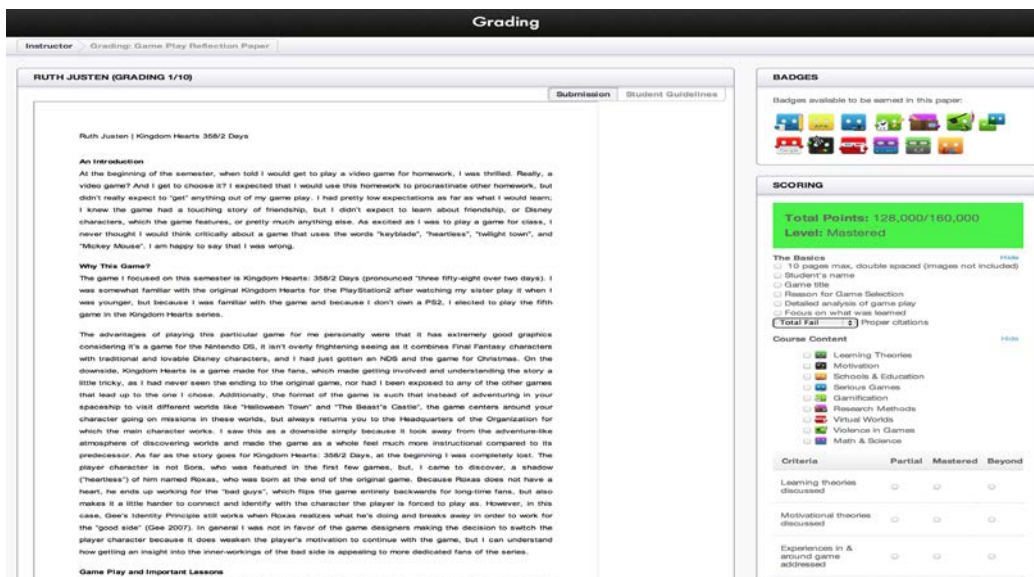 Grading
Instructor
Grading: Game Play Reflection Paper
RUTH JUSTEN (GRADING 1/10)
Submission
Student Guidelines
Ruth Justen | Kingdom Hearts 358/2 Days
An Introduction
At the beginning of the semester, when told I would get to play a video game for homework, I was thrilled. Really, a
video game? And I get to choose it? I expected that I would use this homework to procrastinate other homework, but
didn't really expect to "get" anything out of my game play. I had pretty low expectations as far as what I would learn;
I knew the game had a touching story of friendship, but I didn't expect to learn about friendship, or Disney
characters, which the game features, or pretty much anything else. As excited as I was to play a game for class, I
never thought I would think critically about a game that uses the words "keyblade", "heartless", "twilight town", and
"Mickey Mouse". I am happy to say that I was wrong.
Why This Game?
The game I focused on this semester is Kingdom Hearts: 358/2 Days (pronounced "three fifty-eight over two days). I
was somewhat familiar with the original Kingdom Hearts for the PlayStation2 after watching my sister play it when I
was younger, but because I was familiar with the game and because I don't own a PS2, I elected to play the fifth
game in the Kingdom Hearts series.
The advantages of playing this particular game for me personally were that it has extremely good graphics
considering it's a game for the Nintendo DS, it isn't overly frightening seeing as it combines Final Fantasy characters
with traditional and lovable Disney characters, and I had just gotten an NDS and the game for Christmas. On the
downside, Kingdom Hearts is a game made for the fans, which made getting involved and understanding the story a
little tricky, as I had never seen the ending to the original game, nor had I been exposed to any of the other games
that lead up to the one I chose. Additionally, the format of the game is such that instead of adventuring in your
spaceship to visit different worlds like "Halloween Town" and "The Beast's Castle", the game centers around your
character going on missions in these worlds, but always returns you to the Headquarters of the Organization for
which the main character works. I saw this as a downside simply because it took away from the adventure-like
atmosphere of discovering worlds and made the game as a whole feel much more instructional compared to its
predecessor. As far as the story goes for Kingdom Hearts: 358/2 Days, at the beginning I was completely lost. The
player character is not Sora, who was featured in the first few games, but, I came to discover, a shadow
("heartless") of him named Roxas, who was born at the end of the original game. Because Roxas does not have a
heart, he ends up working for the "bad guys", which flips the game entirely backwards for long-time fans, but also
makes it a little harder to connect and identify with the character the player is forced to play as. However, in this
case, Gee's Identity Principle still works when Roxas realizes what he's doing and breaks away in order to work for
the "good side" (Gee 2007). In general I was not in favor of the game designers making the decision to switch the
player character because it does weaken the player's motivation to continue with the game, but I can understand
how getting an insight into the inner-workings of the bad side is appealing to more dedicated fans of the series.
Game Play and Important Lessons
BADGES
Badges available to be earned in this paper:
SCORING
Total Points: 128,000/160,000
Level: Mastered
The Basics
Hide
10 pages max, double spaced (images not included)
Student's name
Game title
Reason for Game Selection
Detailed analysis of game play
Focus on what was learned
Total Fail
Proper citations
Course Content
Hide
Learning Theories
Motivation
Schools & Education
Serious Games
Gamification
Research Methods
Virtual Worlds
Violence in Games
Math & Science
Criteria Partial Mastered Beyond
Learning theories
discussed
Motivational theories
discussed
Experiences in &
around game
addressed